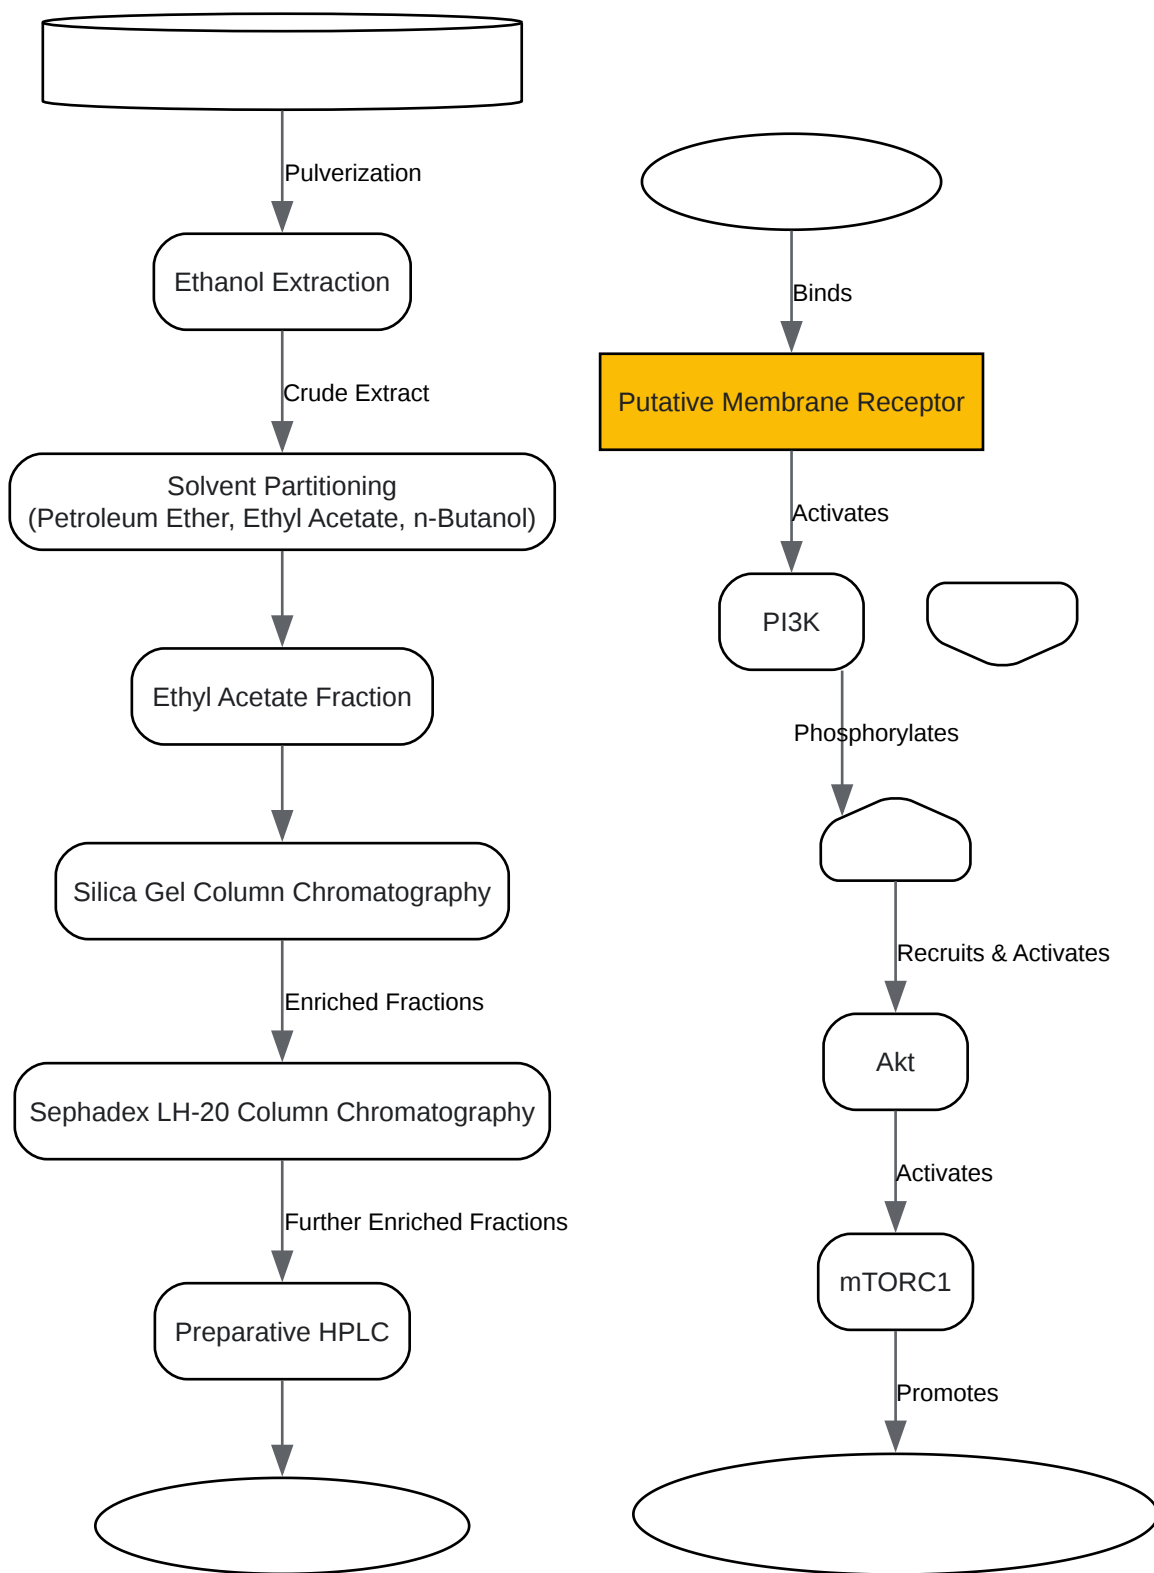 Pulverization
Ethanol Extraction
Crude Extract
Solvent Partitioning
(Petroleum Ether, Ethyl Acetate, n-Butanol)
Ethyl Acetate Fraction
Silica Gel Column Chromatography
Enriched Fractions
Sephadex LH-20 Column Chromatography
Further Enriched Fractions
Preparative HPLC
Binds
Putative Membrane Receptor
Activates
PI3K
Phosphorylates
Recruits & Activates
Akt
Activates
mTORC1
Promotes